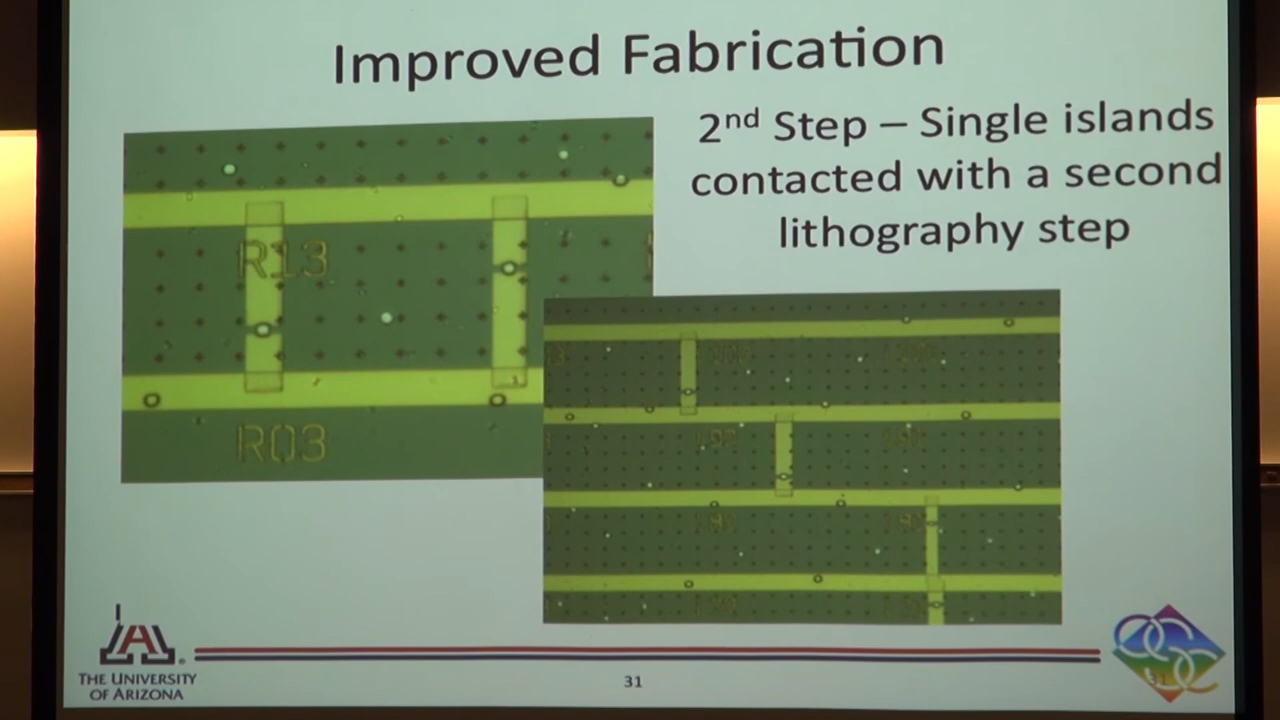 Improved Fabrication
2nd Step – Single islands
contacted with a second
lithography step
R13
R03
THE UNIVERSITY
OF ARIZONA
31